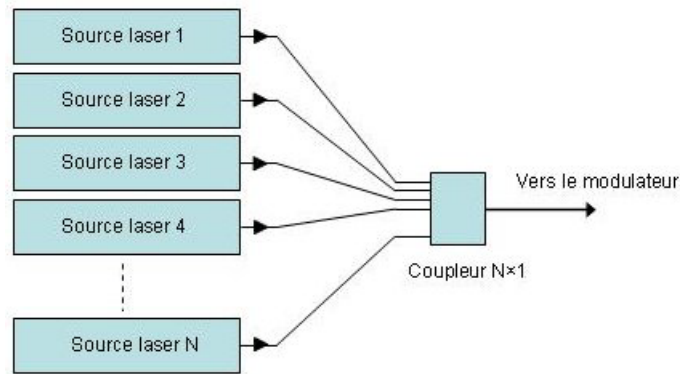 Source laser 1
Source laser 2
Source laser 3
Vers le modulateur
Source laser 4
Coupleur N×1
Source laser N